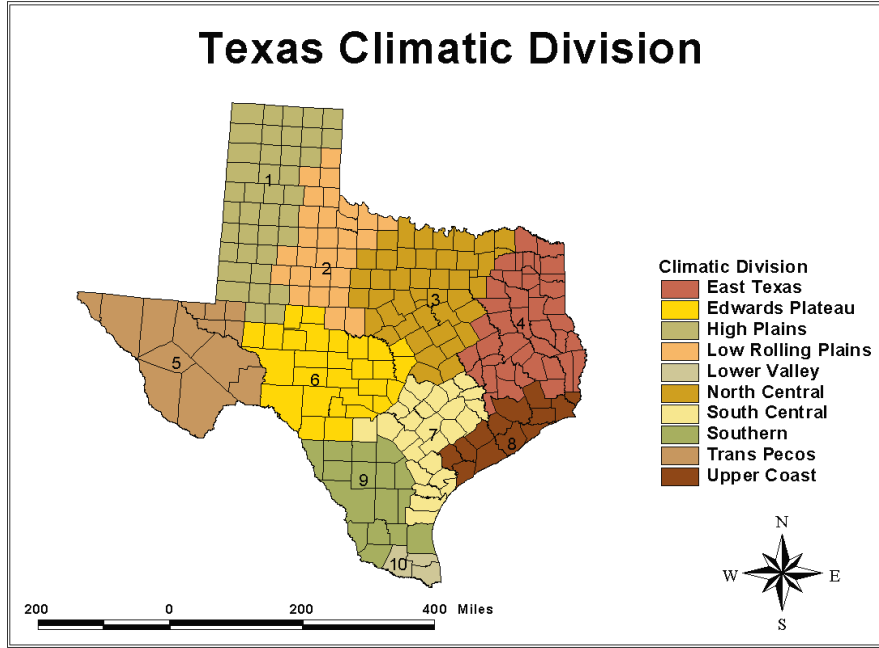 Texas Climatic Division
1
2
3
4
5
6
7
8
9
10
Climatic Division
East Texas
Edwards Plateau
High Plains
Low Rolling Plains
Lower Valley
North Central
South Central
Southern
Trans Pecos
Upper Coast
N
W E
S
200 0 200 400 Miles